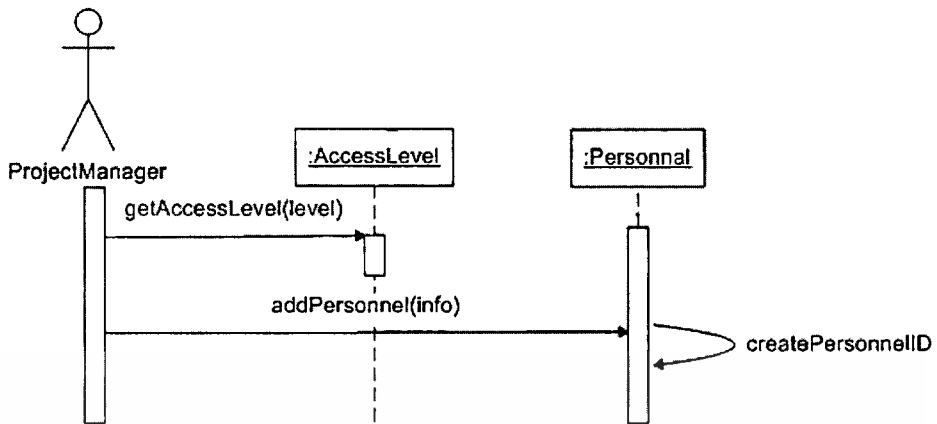 :AccessLevel
:Personnal
ProjectManager
getAccessLevel(level)
addPersonnel(info)
createPersonnelID